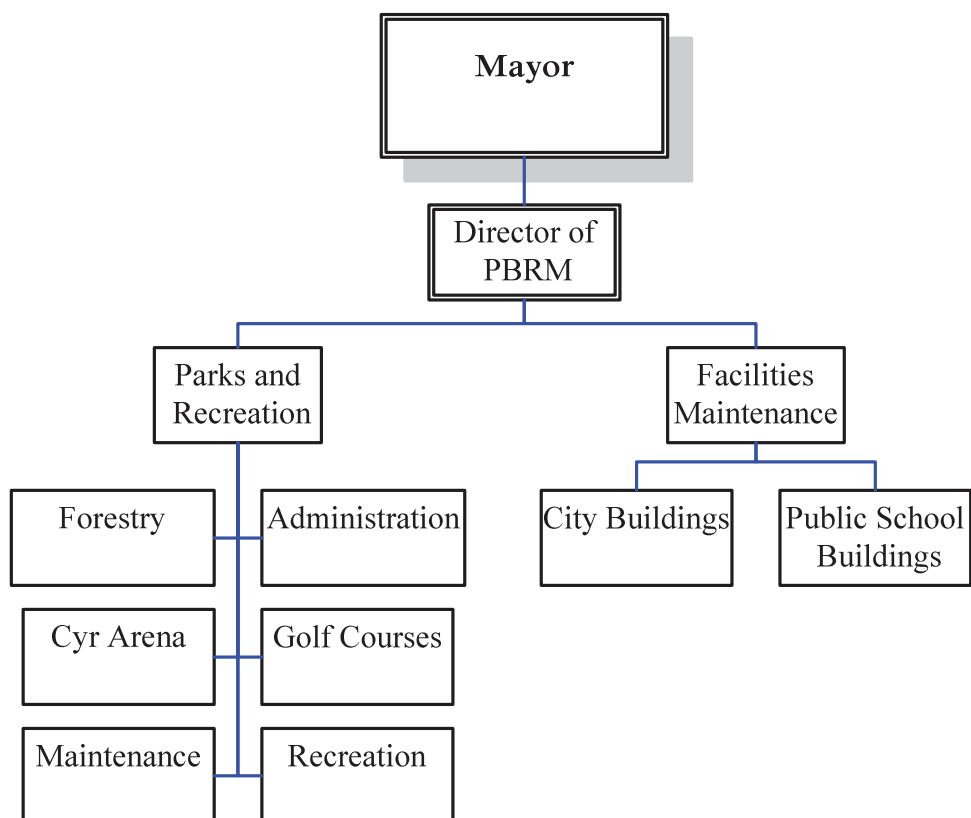 Mayor
Director of
PBRM
Parks and
Recreation
Facilities
Maintenance
Forestry
Administration
City Buildings
Public School
Buildings
Cyr Arena
Golf Courses
Maintenance
Recreation